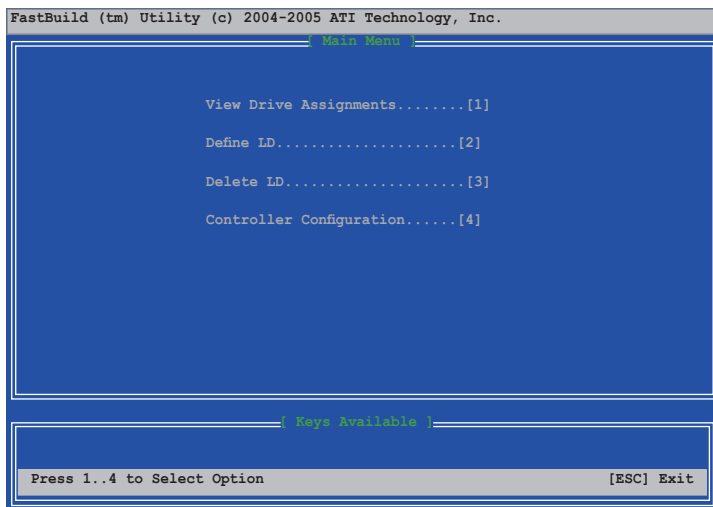 FastBuild (tm) Utility (c) 2004-2005 ATI Technology, Inc.
[ Main Menu ]
View Drive Assignments........[1]
Define LD.....................[2]
Delete LD.....................[3]
Controller Configuration......[4]
[ Keys Available ]
Press 1..4 to Select Option [ESC] Exit